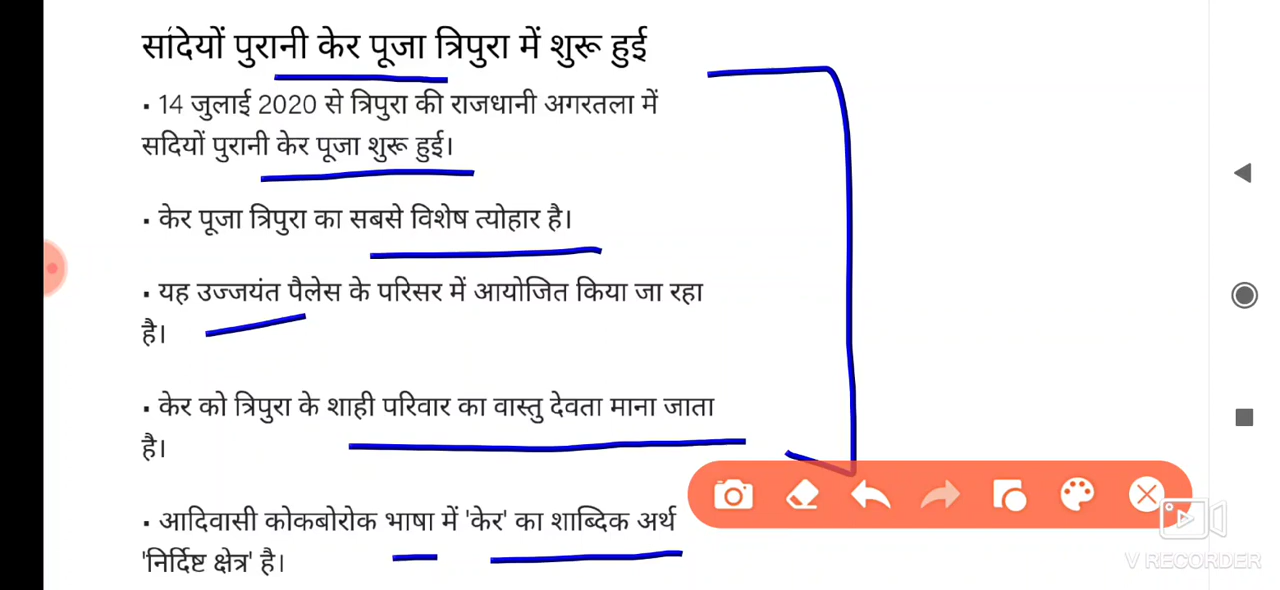 सदियों पुरानी केर पूजा त्रिपुरा में शुरू हुई
▪ 14 जुलाई 2020 से त्रिपुरा की राजधानी अगरतला में
सदियों पुरानी केर पूजा शुरू हुई।
▪ केर पूजा त्रिपुरा का सबसे विशेष त्योहार है।
▪ यह उज्जयंत पैलेस के परिसर में आयोजित किया जा रहा
है।
▪ केर को त्रिपुरा के शाही परिवार का वास्तु देवता माना जाता
है।
▪ आदिवासी कोकबोरोक भाषा में 'केर' का शाब्दिक अर्थ
'निर्दिष्ट क्षेत्र' है।
V RECORDER